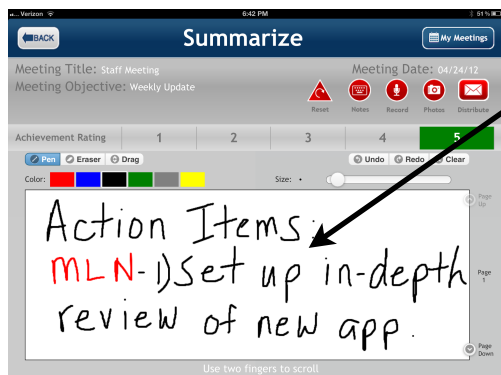 Verizon 6:42 PM 51%
BACK Summarize My Meetings
Meeting Title: Staff Meeting Meeting Date: 04/24/12
Meeting Objective: Weekly Update
Reset Notes Record Photos Distribute
Achievement Rating 1 2 3 4 5
Pen Eraser Drag Undo Redo Clear
Color: Size:
Page Up
Action Items:
MLN-1) Set up in-depth
Page 1
review of new app.
Page Down
Use two fingers to scroll